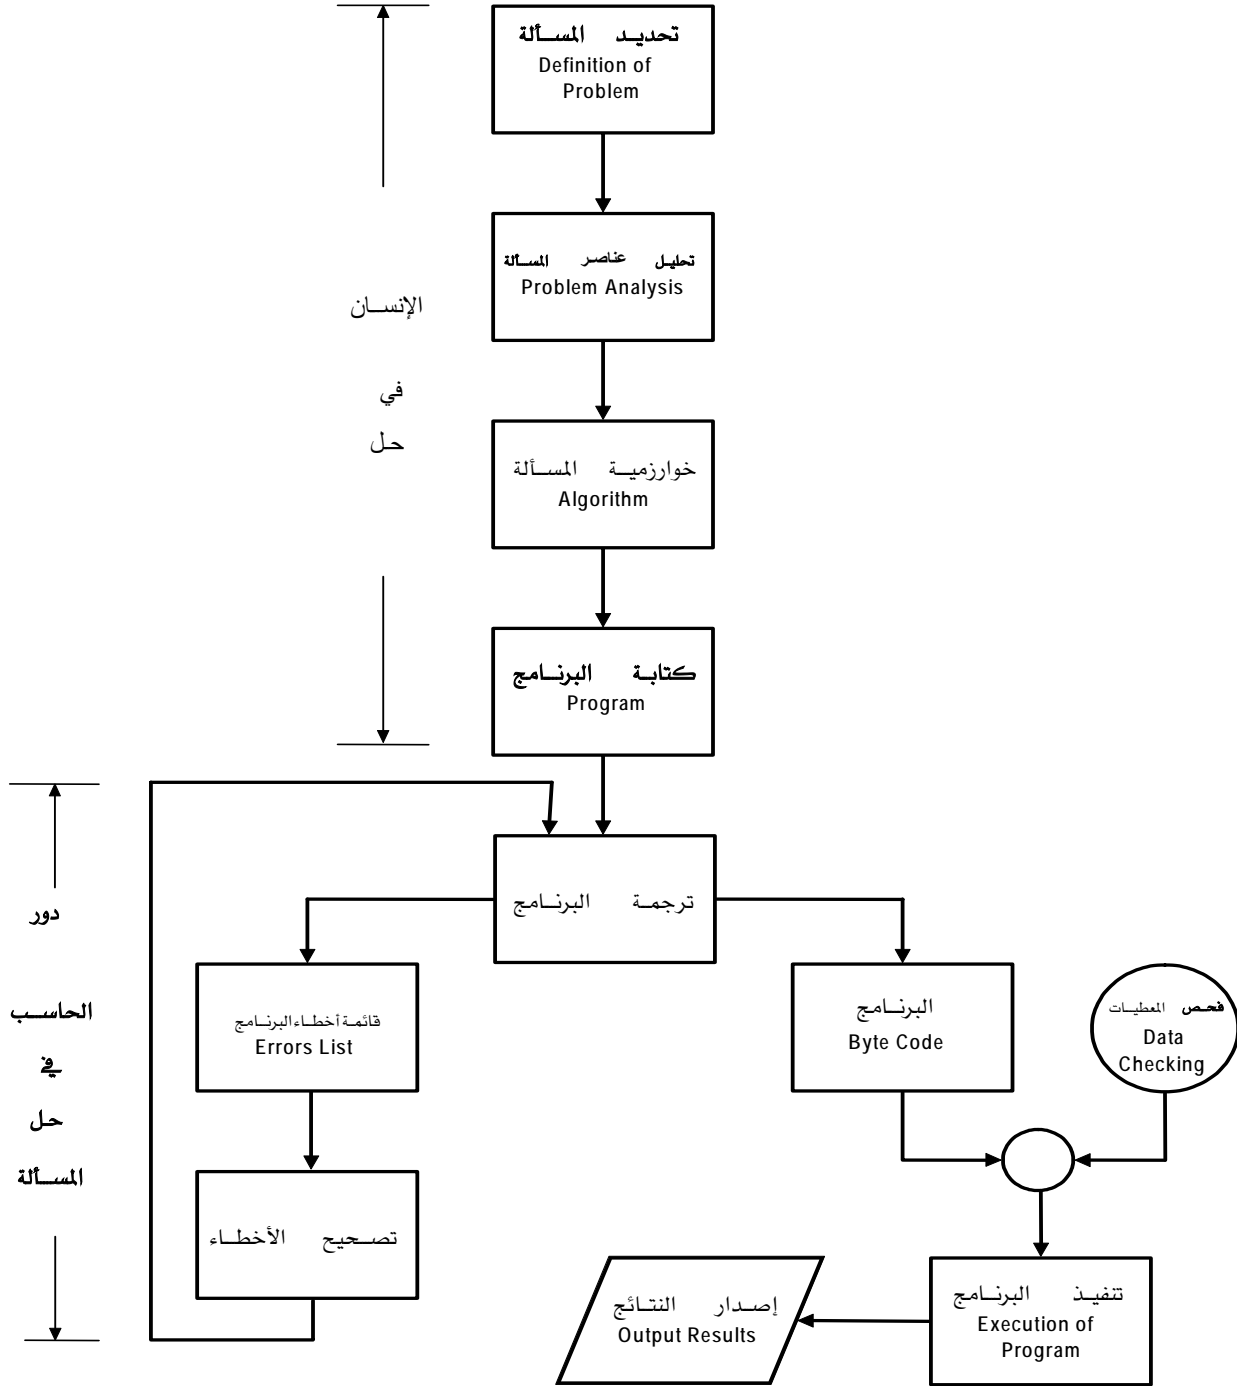 تحديد المسألة
Definition of
Problem
تحليل عناصر المسألة
Problem Analysis
الإنسان
في
حل
خوارزمية المسألة
Algorithm
كتابة البرنامج
Program
ترجمة البرنامج
دور
الحاسب
في
حل
المسألة
قائمة أخطاء البرنامج
Errors List
البرنامج
Byte Code
فحص المعطيات
Data
Checking
تصحيح الأخطاء
تنفيذ البرنامج
Execution of
Program
إصدار النتائج
Output Results